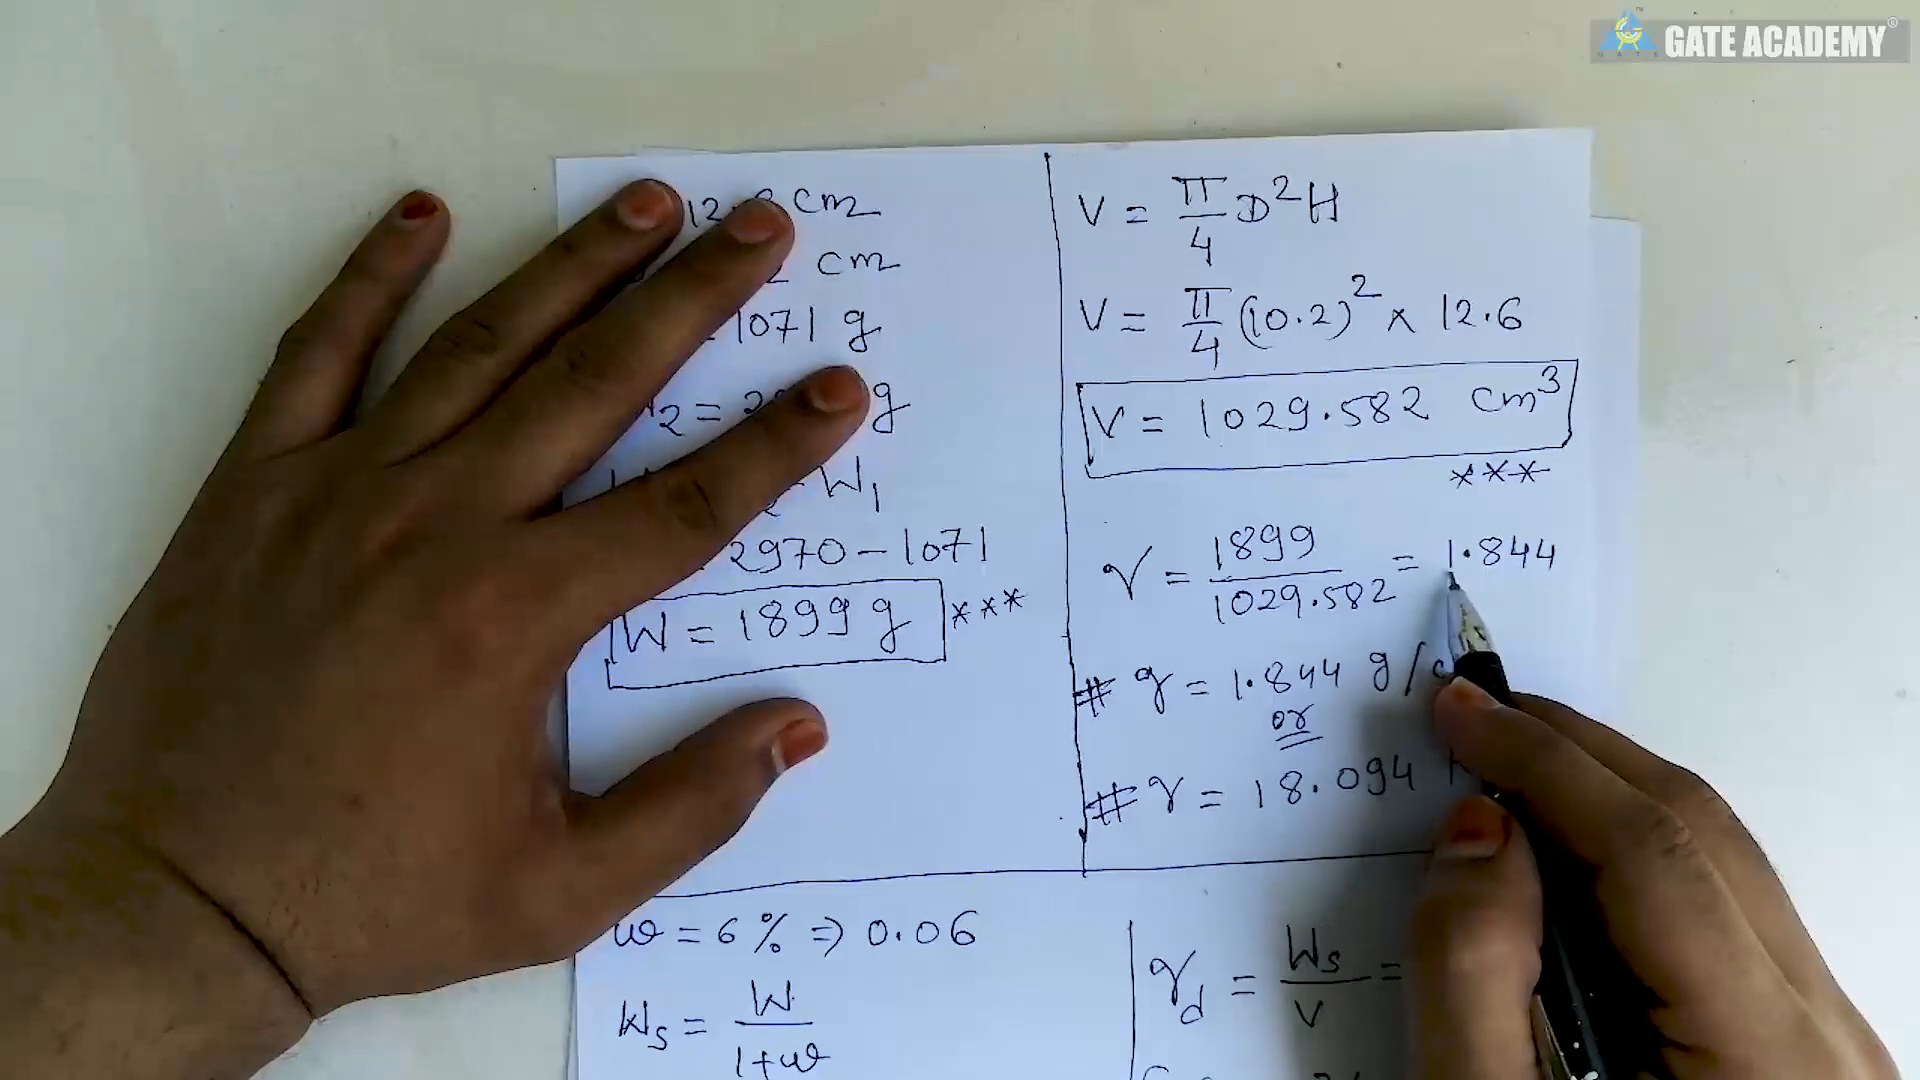 GATE ACADEMY
cm
cm
1071 g
2 = g
W1
2970 - 1071
W = 1899 g ***
V = π/4 D²H
V = π/4 (10.2)² × 12.6
V = 1029.582 cm³
***
γ = 1899/1029.582 = 1.844
# γ = 1.844 g/
or
# γ = 18.094
w = 6 % => 0.06
Ws = W/1+w
γd = Ws/V =